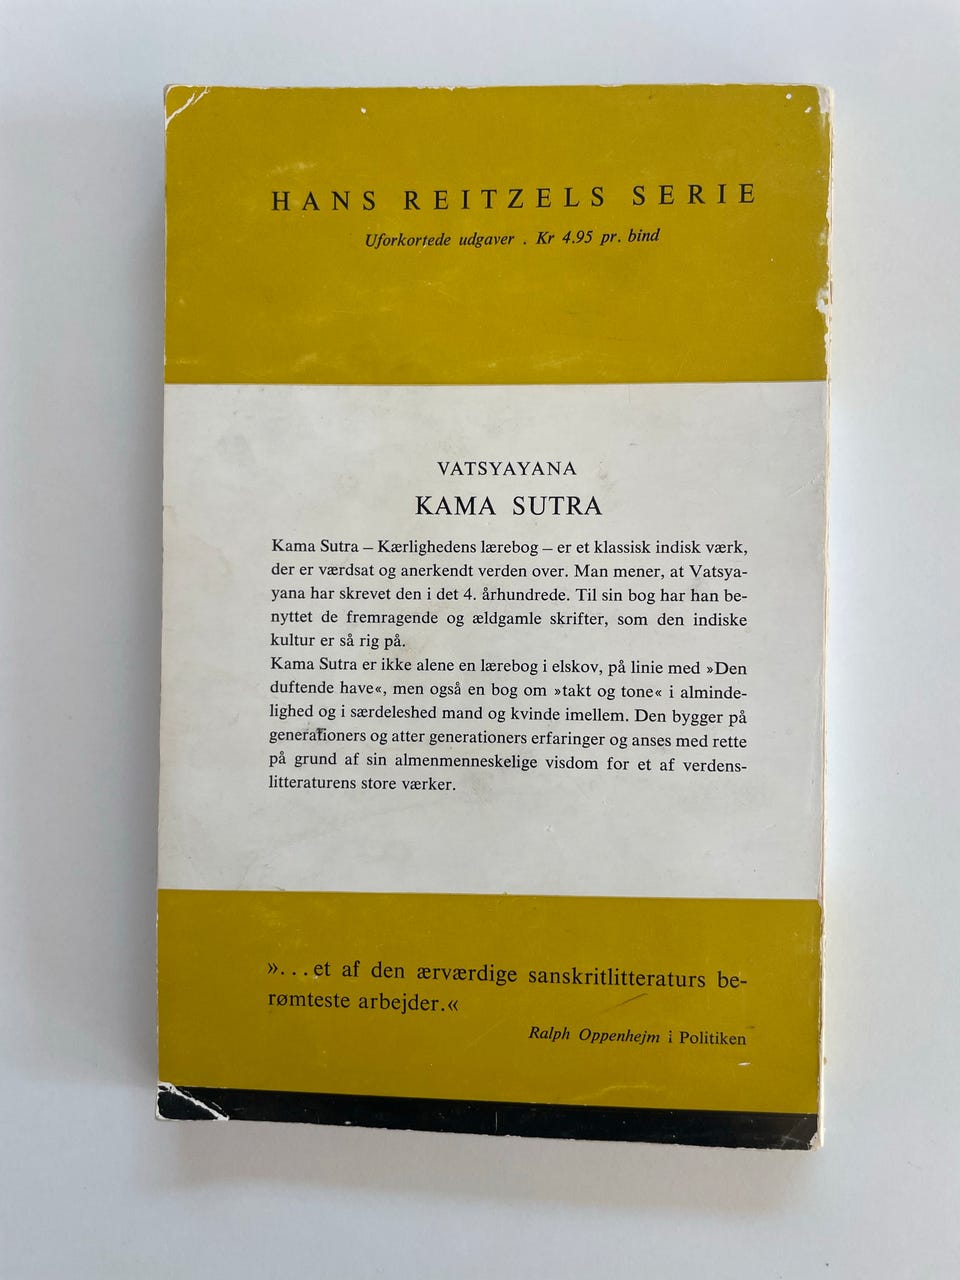 HANS REITZELS SERIE
Uforkortede udgaver . Kr 4.95 pr. bind
VATSYAYANA
KAMA SUTRA
Kama Sutra – Kærlighedens lærebog – er et klassisk indisk værk,
der er værdsat og anerkendt verden over. Man mener, at Vatsya-
yana har skrevet den i det 4. århundrede. Til sin bog har han be-
nyttet de fremragende og ældgamle skrifter, som den indiske
kultur er så rig på.
Kama Sutra er ikke alene en lærebog i elskov, på linie med »Den
duftende have«, men også en bog om »takt og tone« i alminde-
lighed og i særdeleshed mand og kvinde imellem. Den bygger på
generationers og atter generationers erfaringer og anses med rette
på grund af sin almenmenneskelige visdom for et af verdens-
litteraturens store værker.
»...et af den ærværdige sanskritlitteraturs be-
rømteste arbejder.«
Ralph Oppenhejm i Politiken